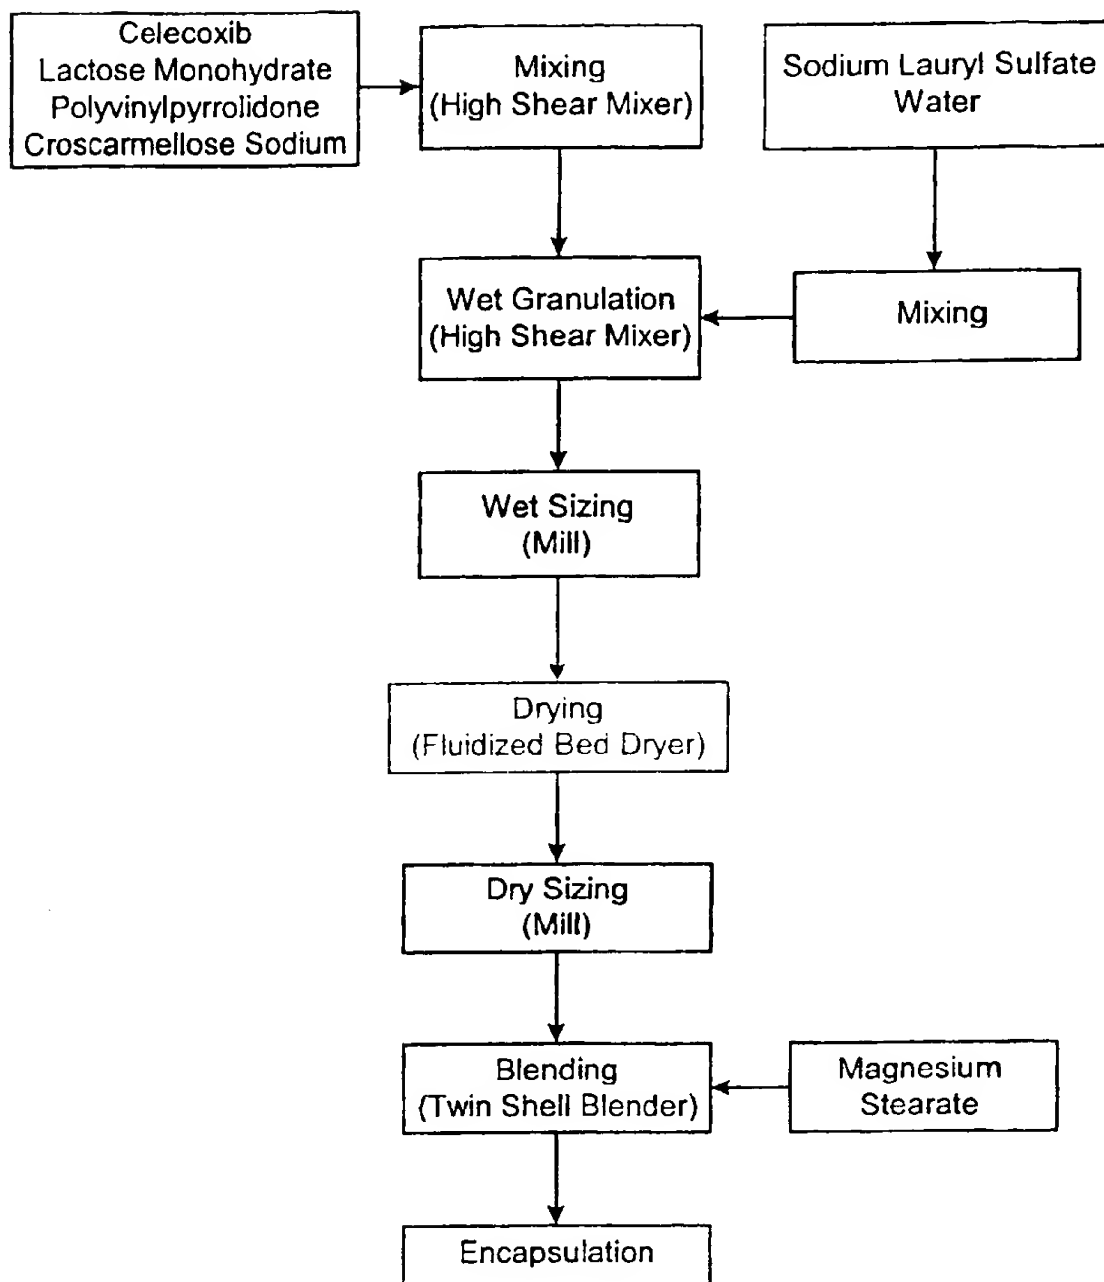 Celecoxib
Lactose Monohydrate
Polyvinylpyrrolidone
Croscarmellose Sodium
Mixing
(High Shear Mixer)
Sodium Lauryl Sulfate
Water
Wet Granulation
(High Shear Mixer)
Mixing
Wet Sizing
(Mill)
Drying
(Fluidized Bed Dryer)
Dry Sizing
(Mill)
Blending
(Twin Shell Blender)
Magnesium
Stearate
Encapsulation